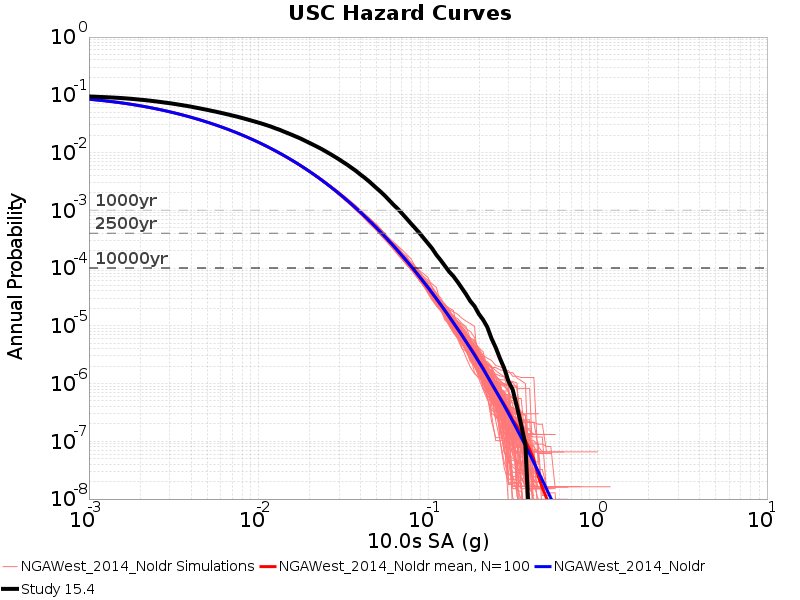 USC Hazard Curves
Annual Probability
10^0
10^-1
10^-2
10^-3
10^-4
10^-5
10^-6
10^-7
10^-8
1000yr
2500yr
10000yr
10^-3 10^-2 10^-1 10^0 10^1
10.0s SA (g)
NGAWest_2014_NoIdr Simulations NGAWest_2014_NoIdr mean, N=100 NGAWest_2014_NoIdr
Study 15.4